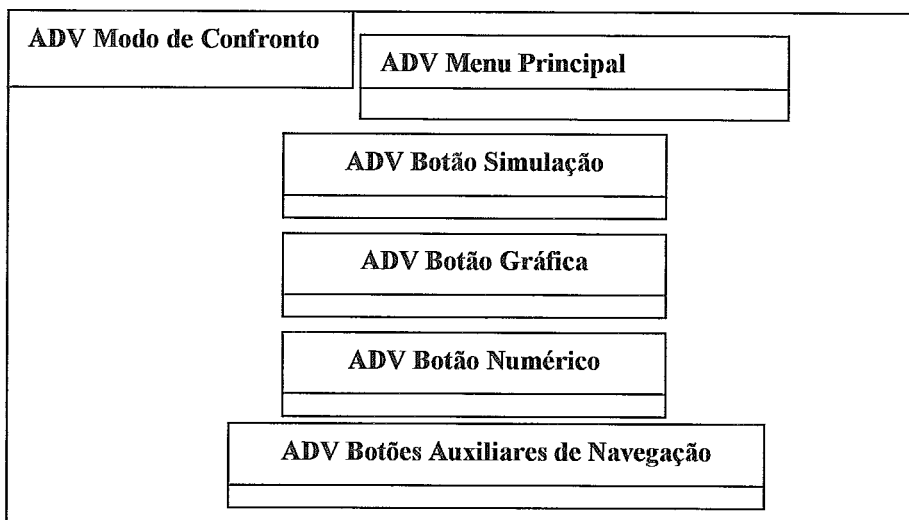 ADV Modo de Confronto
ADV Menu Principal
ADV Botão Simulação
ADV Botão Gráfica
ADV Botão Numérico
ADV Botões Auxiliares de Navegação